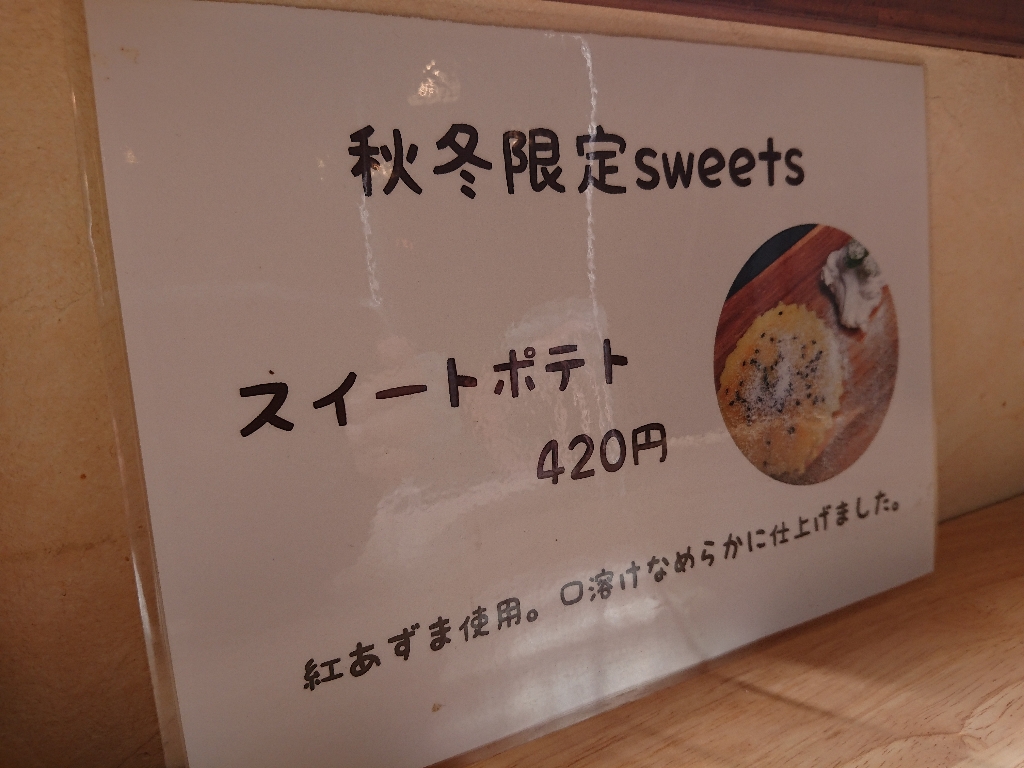 秋冬限定sweets
スイートポテト
420円
紅あずま使用。口溶けなめらかに仕上げました。